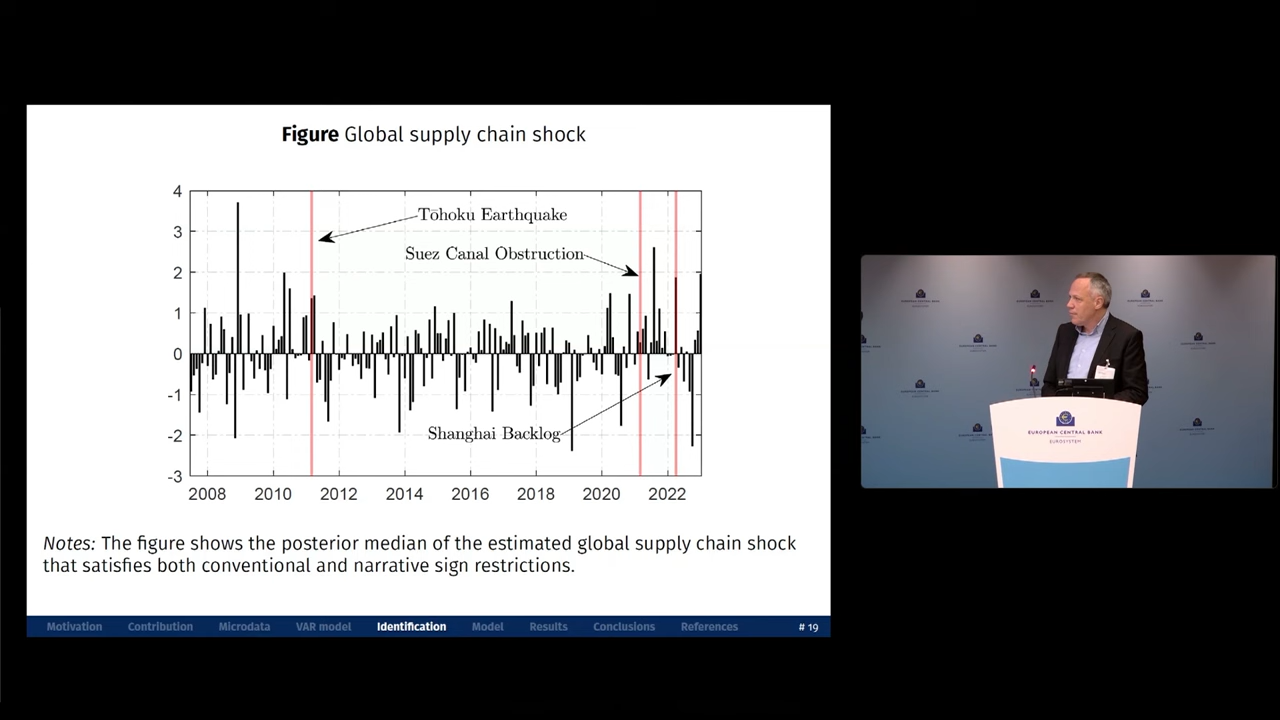 Figure Global supply chain shock
4
3
2
1
0
-1
-2
-3
Tōhoku Earthquake
Suez Canal Obstruction
Shanghai Backlog
2008 2010 2012 2014 2016 2018 2020 2022
Notes: The figure shows the posterior median of the estimated global supply chain shock
that satisfies both conventional and narrative sign restrictions.
Motivation Contribution Microdata VAR model Identification Model Results Conclusions References # 19
EUROPEAN CENTRAL BANK
EUROSYSTEM